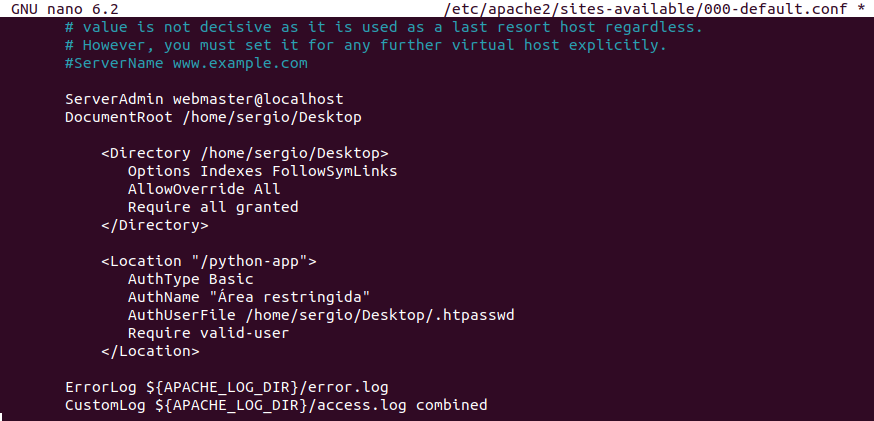 GNU nano 6.2 /etc/apache2/sites-available/000-default.conf *
# value is not decisive as it is used as a last resort host regardless.
# However, you must set it for any further virtual host explicitly.
#ServerName www.example.com
ServerAdmin webmaster@localhost
DocumentRoot /home/sergio/Desktop
<Directory /home/sergio/Desktop>
Options Indexes FollowSymLinks
AllowOverride All
Require all granted
</Directory>
<Location "/python-app">
AuthType Basic
AuthName "Área restringida"
AuthUserFile /home/sergio/Desktop/.htpasswd
Require valid-user
</Location>
ErrorLog ${APACHE_LOG_DIR}/error.log
CustomLog ${APACHE_LOG_DIR}/access.log combined